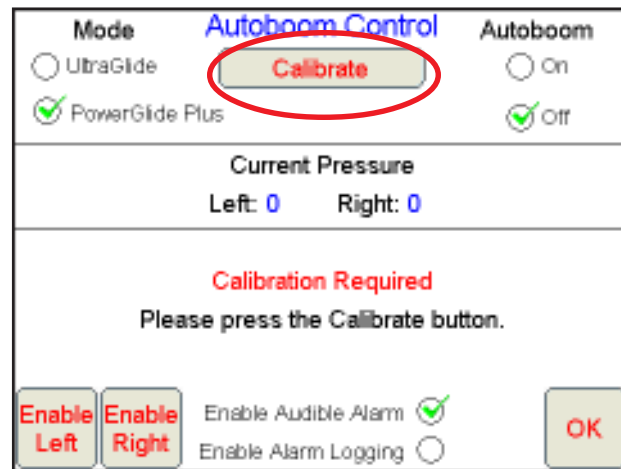 Mode
Autoboom Control
Autoboom
UltraGlide
Calibrate
On
PowerGlide Plus
Off
Current Pressure
Left: 0 Right: 0
Calibration Required
Please press the Calibrate button.
Enable Left
Enable Right
Enable Audible Alarm
Enable Alarm Logging
OK